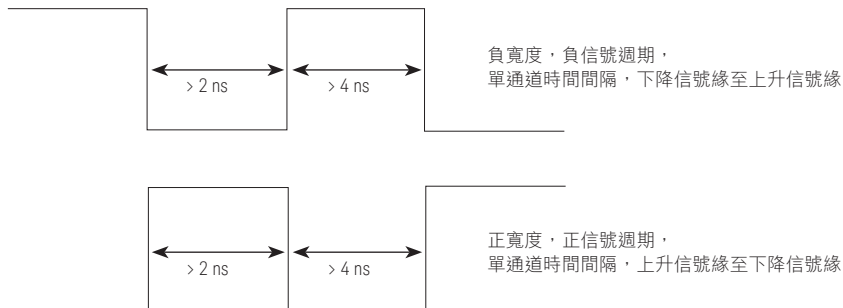 > 2 ns
> 4 ns
負寬度，負信號週期，
單通道時間間隔，下降信號緣至上升信號緣
> 2 ns
> 4 ns
正寬度，正信號週期，
單通道時間間隔，上升信號緣至下降信號緣